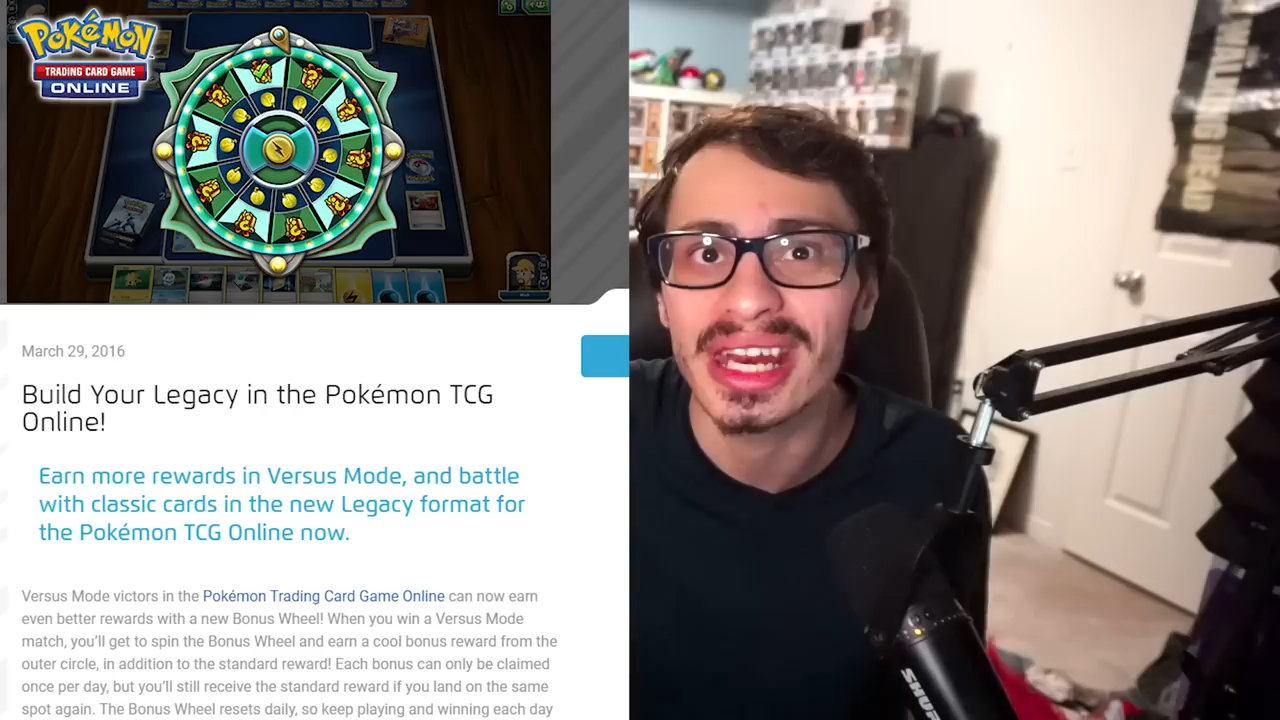 POKéMON
TRADING CARD GAME
ONLINE
March 29, 2016
Build Your Legacy in the Pokémon TCG
Online!
Earn more rewards in Versus Mode, and battle
with classic cards in the new Legacy format for
the Pokémon TCG Online now.
Versus Mode victors in the Pokémon Trading Card Game Online can now earn
even better rewards with a new Bonus Wheel! When you win a Versus Mode
match, you'll get to spin the Bonus Wheel and earn a cool bonus reward from the
outer circle, in addition to the standard reward! Each bonus can only be claimed
once per day, but you'll still receive the standard reward if you land on the same
spot again. The Bonus Wheel resets daily, so keep playing and winning each day
WALKING DEAD
SHURE